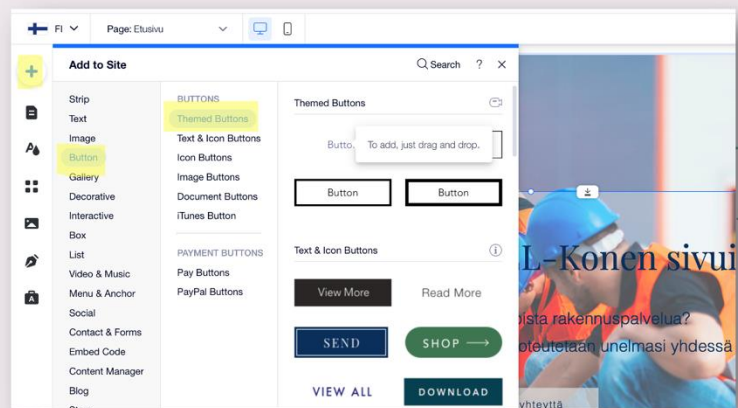 FI
Page: Etusivu
Add to Site
Search ? ×
Strip
Text
Image
Button
Gallery
Decorative
Interactive
Box
List
Video & Music
Menu & Anchor
Social
Contact & Forms
Embed Code
Content Manager
Blog
BUTTONS
Themed Buttons
Text & Icon Buttons
Icon Buttons
Image Buttons
Document Buttons
iTunes Button
PAYMENT BUTTONS
Pay Buttons
PayPal Buttons
Themed Buttons
To add, just drag and drop.
Button Button
Text & Icon Buttons
View More Read More
SEND SHOP
VIEW ALL DOWNLOAD
L-Konen sivui
rakennuspalvelua?
unelmasi yhdessä